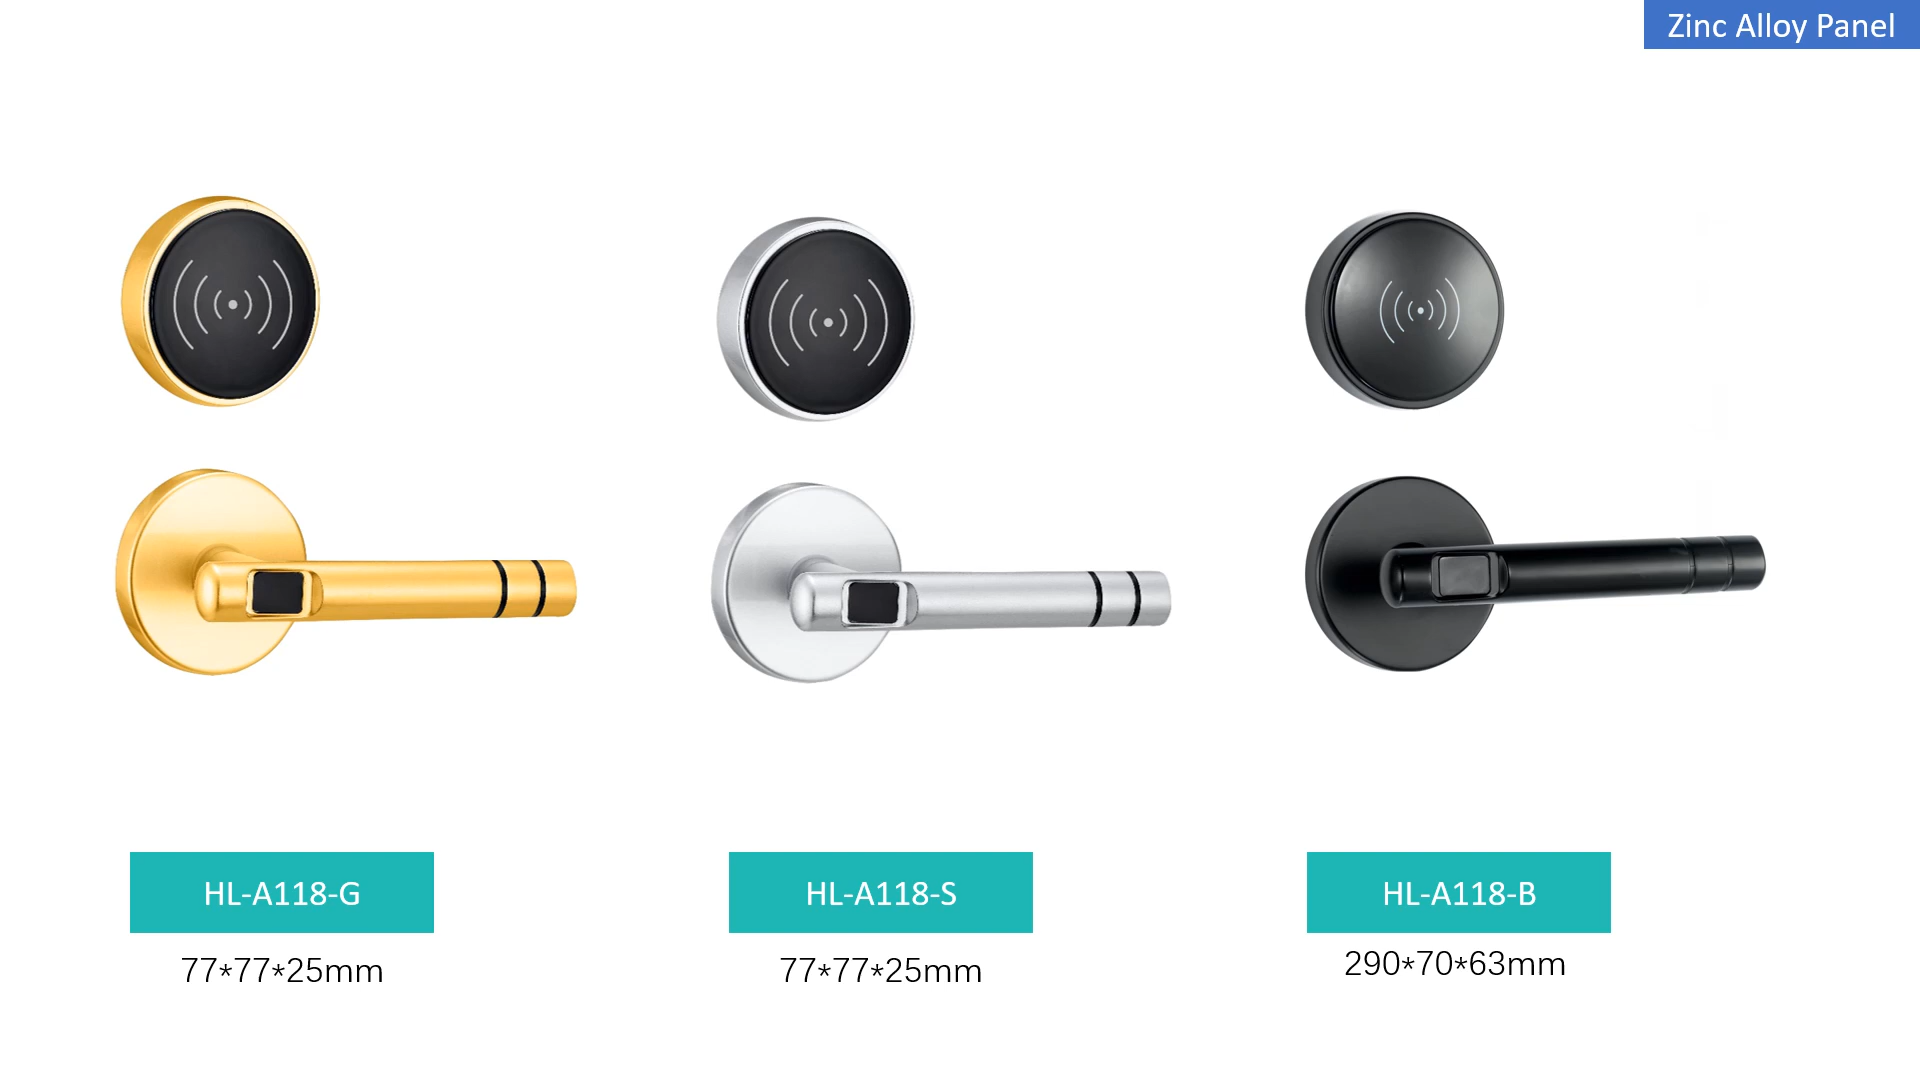 Zinc Alloy Panel
HL-A118-G
HL-A118-S
HL-A118-B
77*77*25mm
77*77*25mm
290*70*63mm